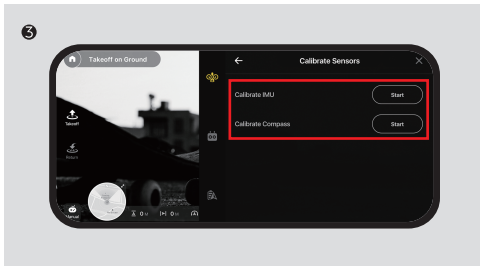 3
Takeoff on Ground
Calibrate Sensors
Calibrate IMU
Start
Takeoff
Calibrate Compass
Start
Return
Manual
0 M
0 M